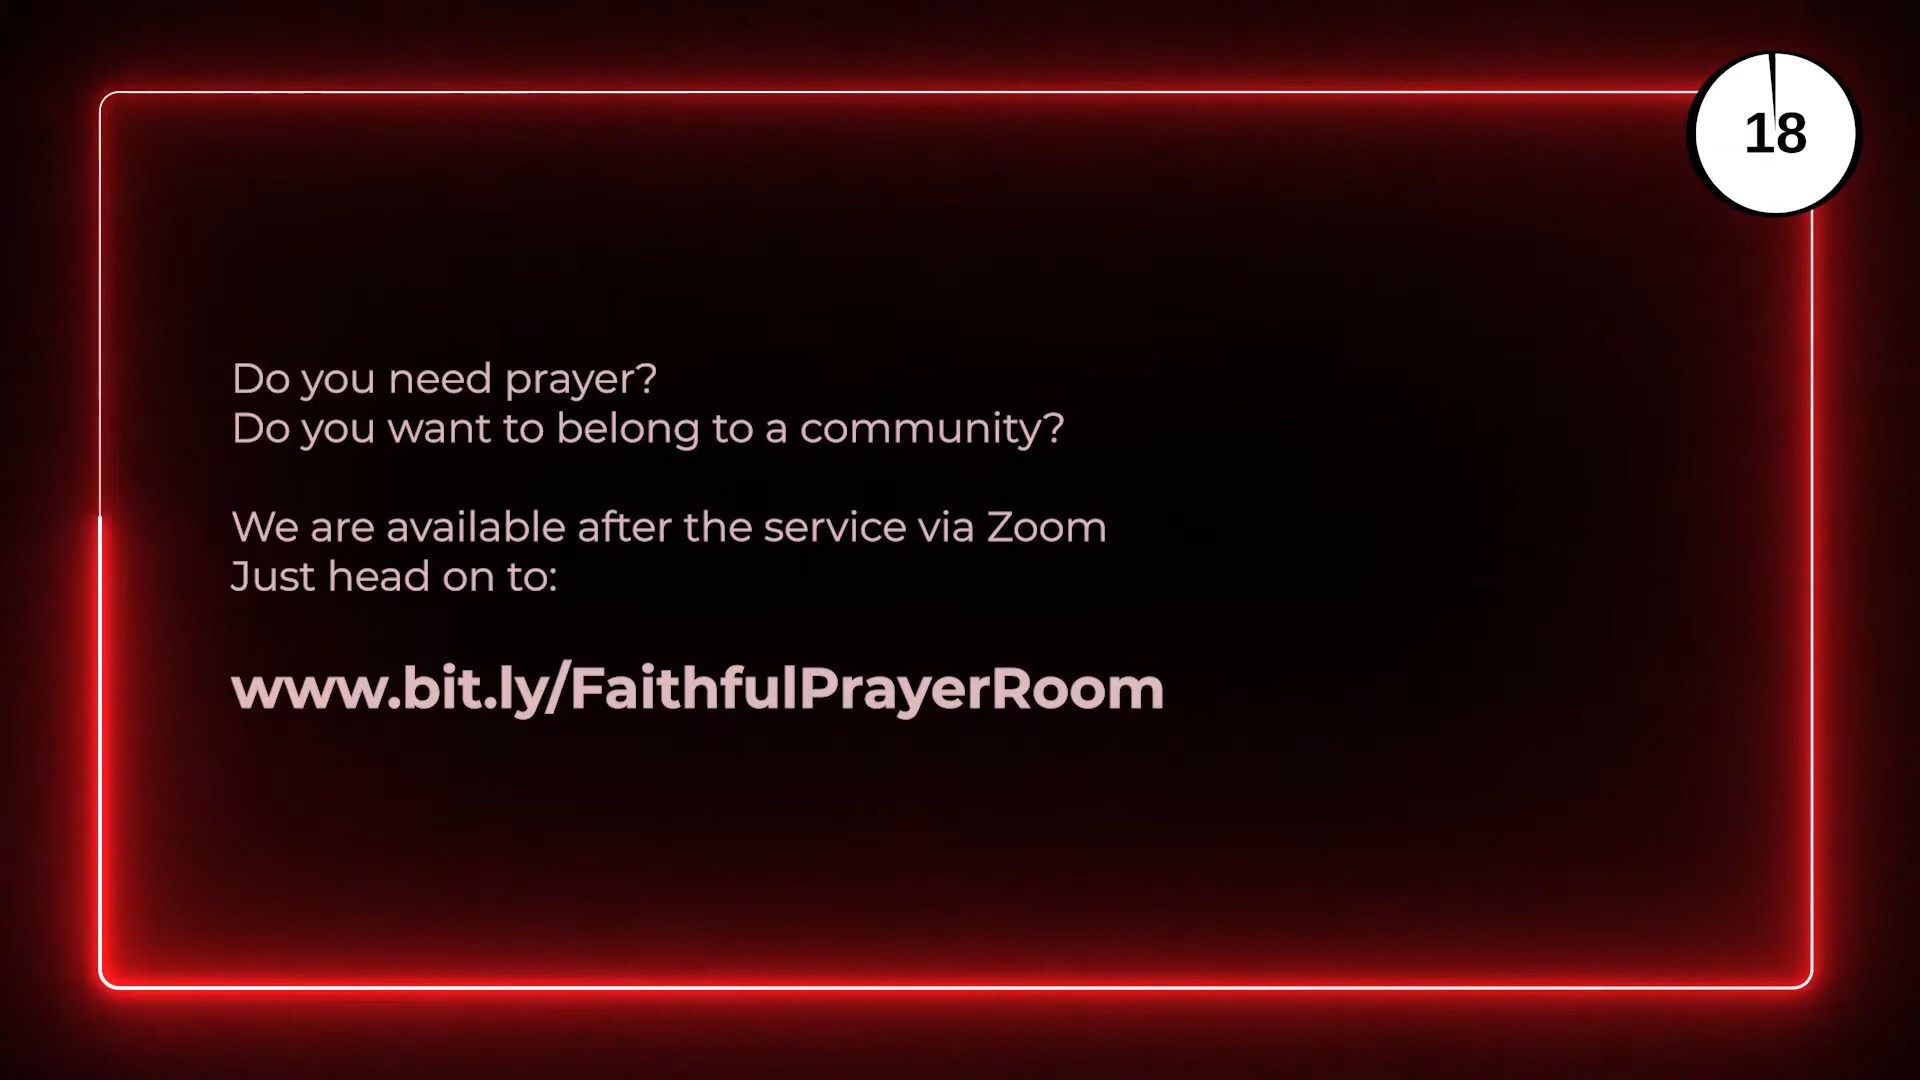 18
Do you need prayer?
Do you want to belong to a community?
We are available after the service via Zoom
Just head on to:
www.bit.ly/FaithfulPrayerRoom